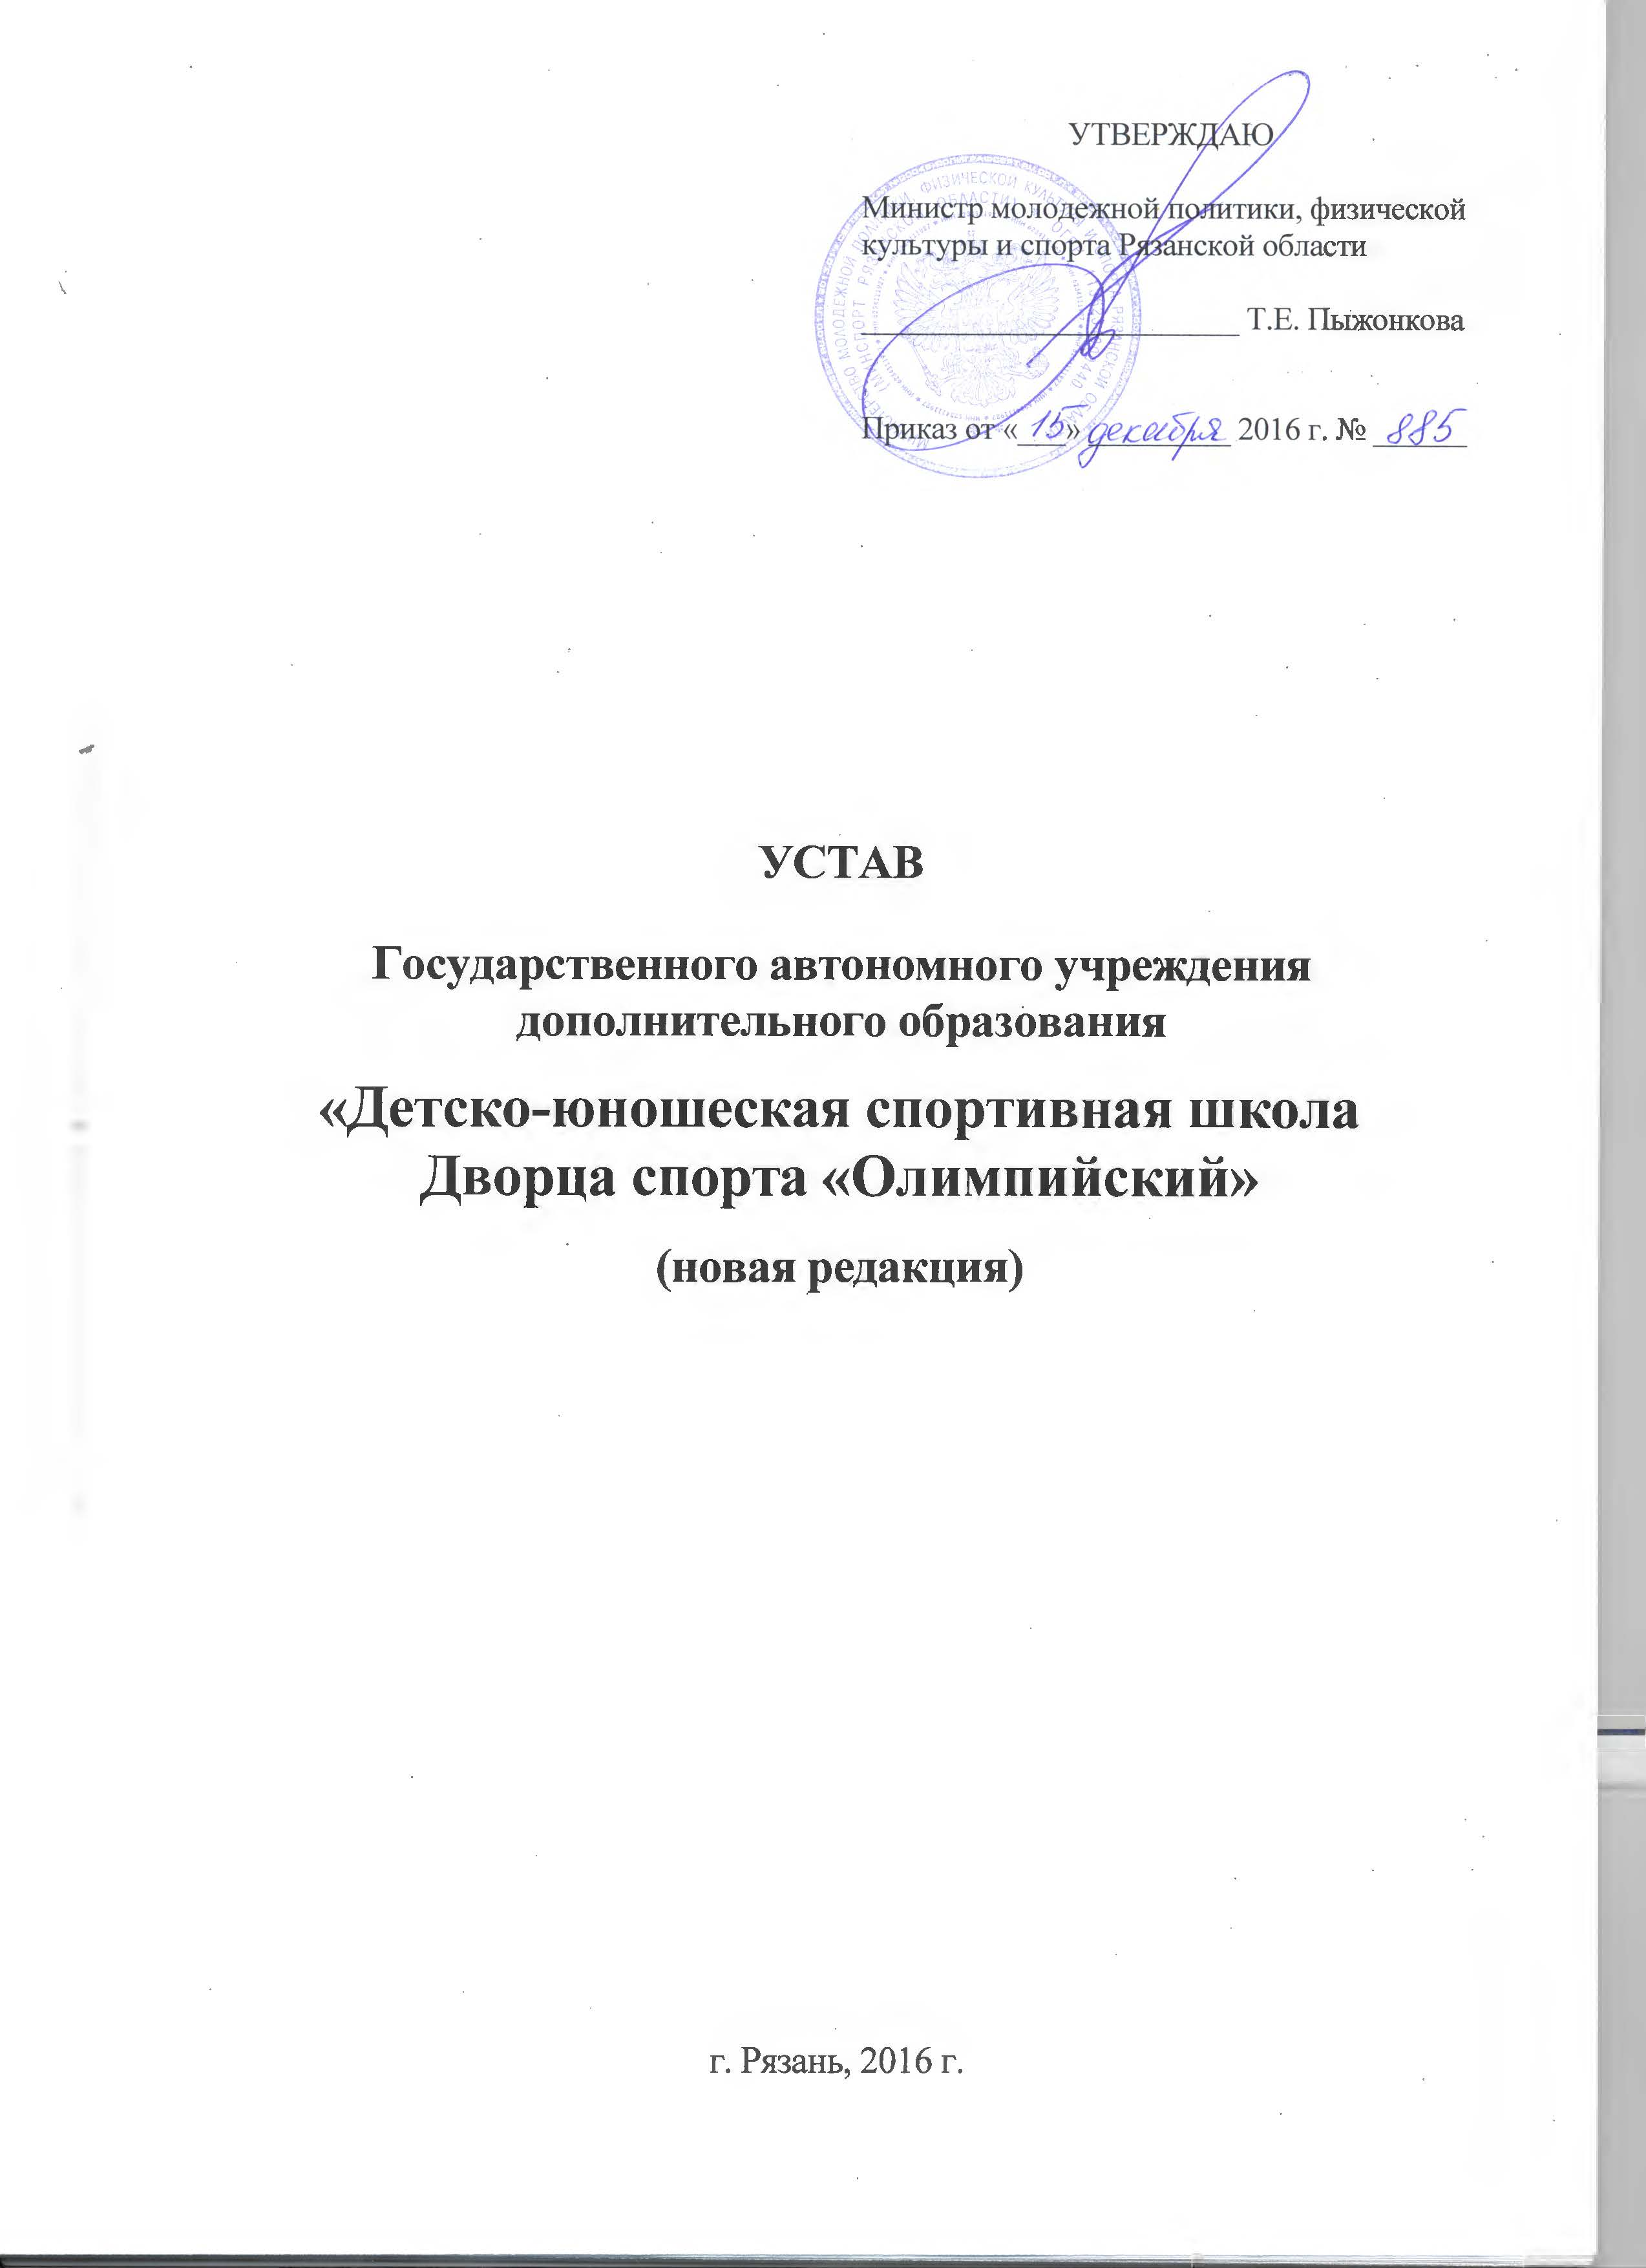 УТВЕРЖДАЮ
Министр молодежной политики, физической
культуры и спорта Рязанской области
Т.Е. Пыжонкова
Приказ от «15» декабря 2016 г. № 885
УСТАВ
Государственного автономного учреждения
дополнительного образования
«Детско-юношеская спортивная школа
Дворца спорта «Олимпийский»
(новая редакция)
г. Рязань, 2016 г.